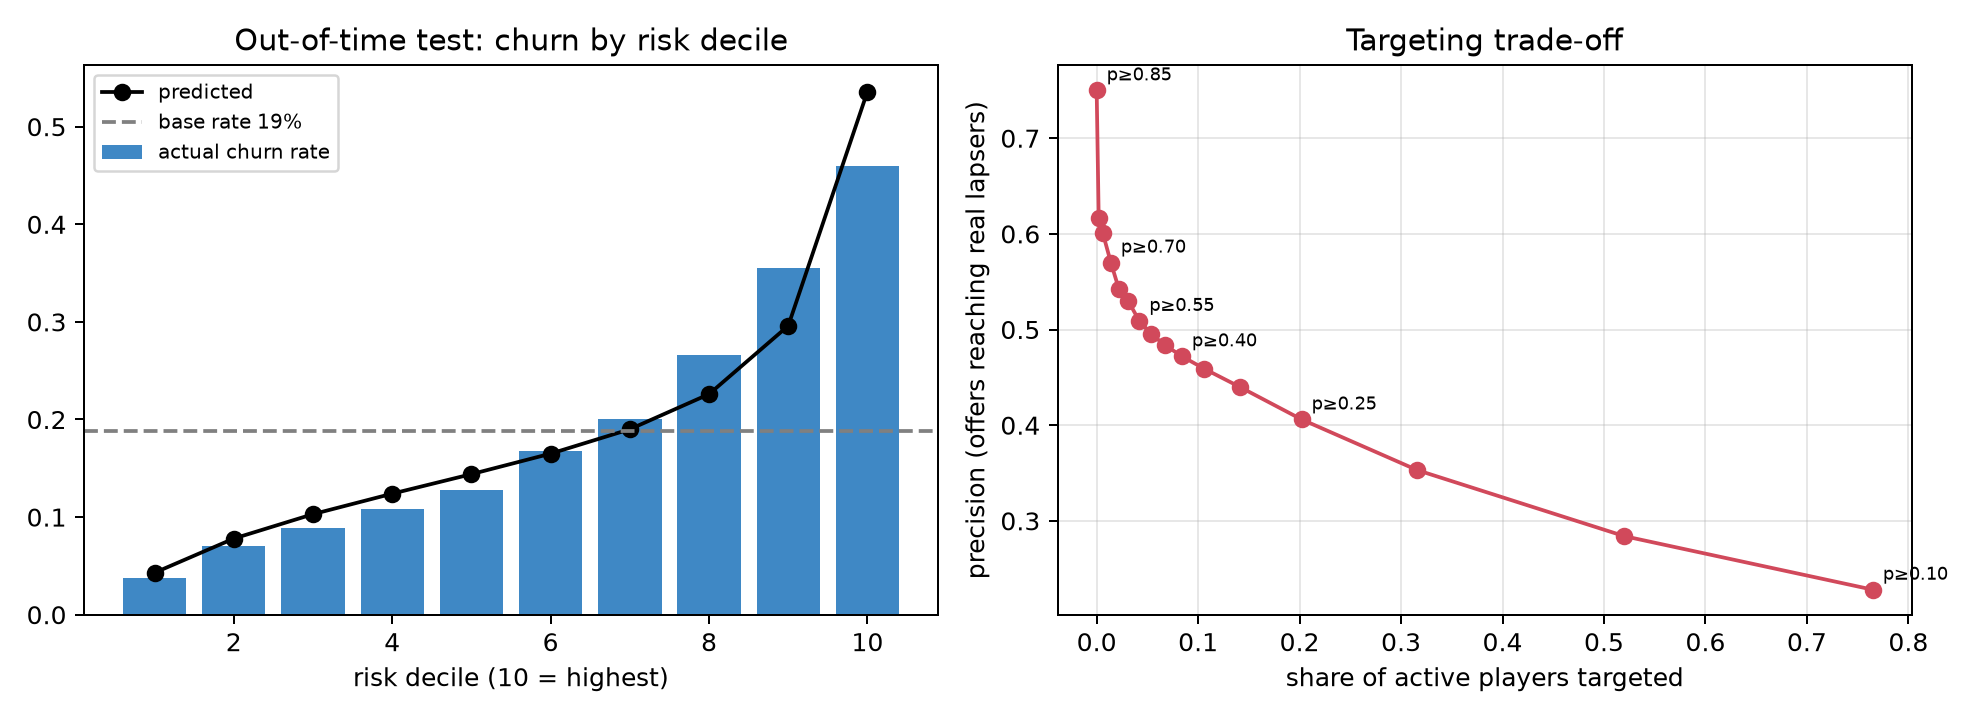 Out-of-time test: churn by risk decile
predicted
base rate 19%
actual churn rate
0.5
0.4
0.3
0.2
0.1
0.0
2
4
6
8
10
risk decile (10 = highest)
Targeting trade-off
precision (offers reaching real lapsers)
0.7
0.6
0.5
0.4
0.3
p≥0.85
p≥0.70
p≥0.55
p≥0.40
p≥0.25
p≥0.10
0.0
0.1
0.2
0.3
0.4
0.5
0.6
0.7
0.8
share of active players targeted